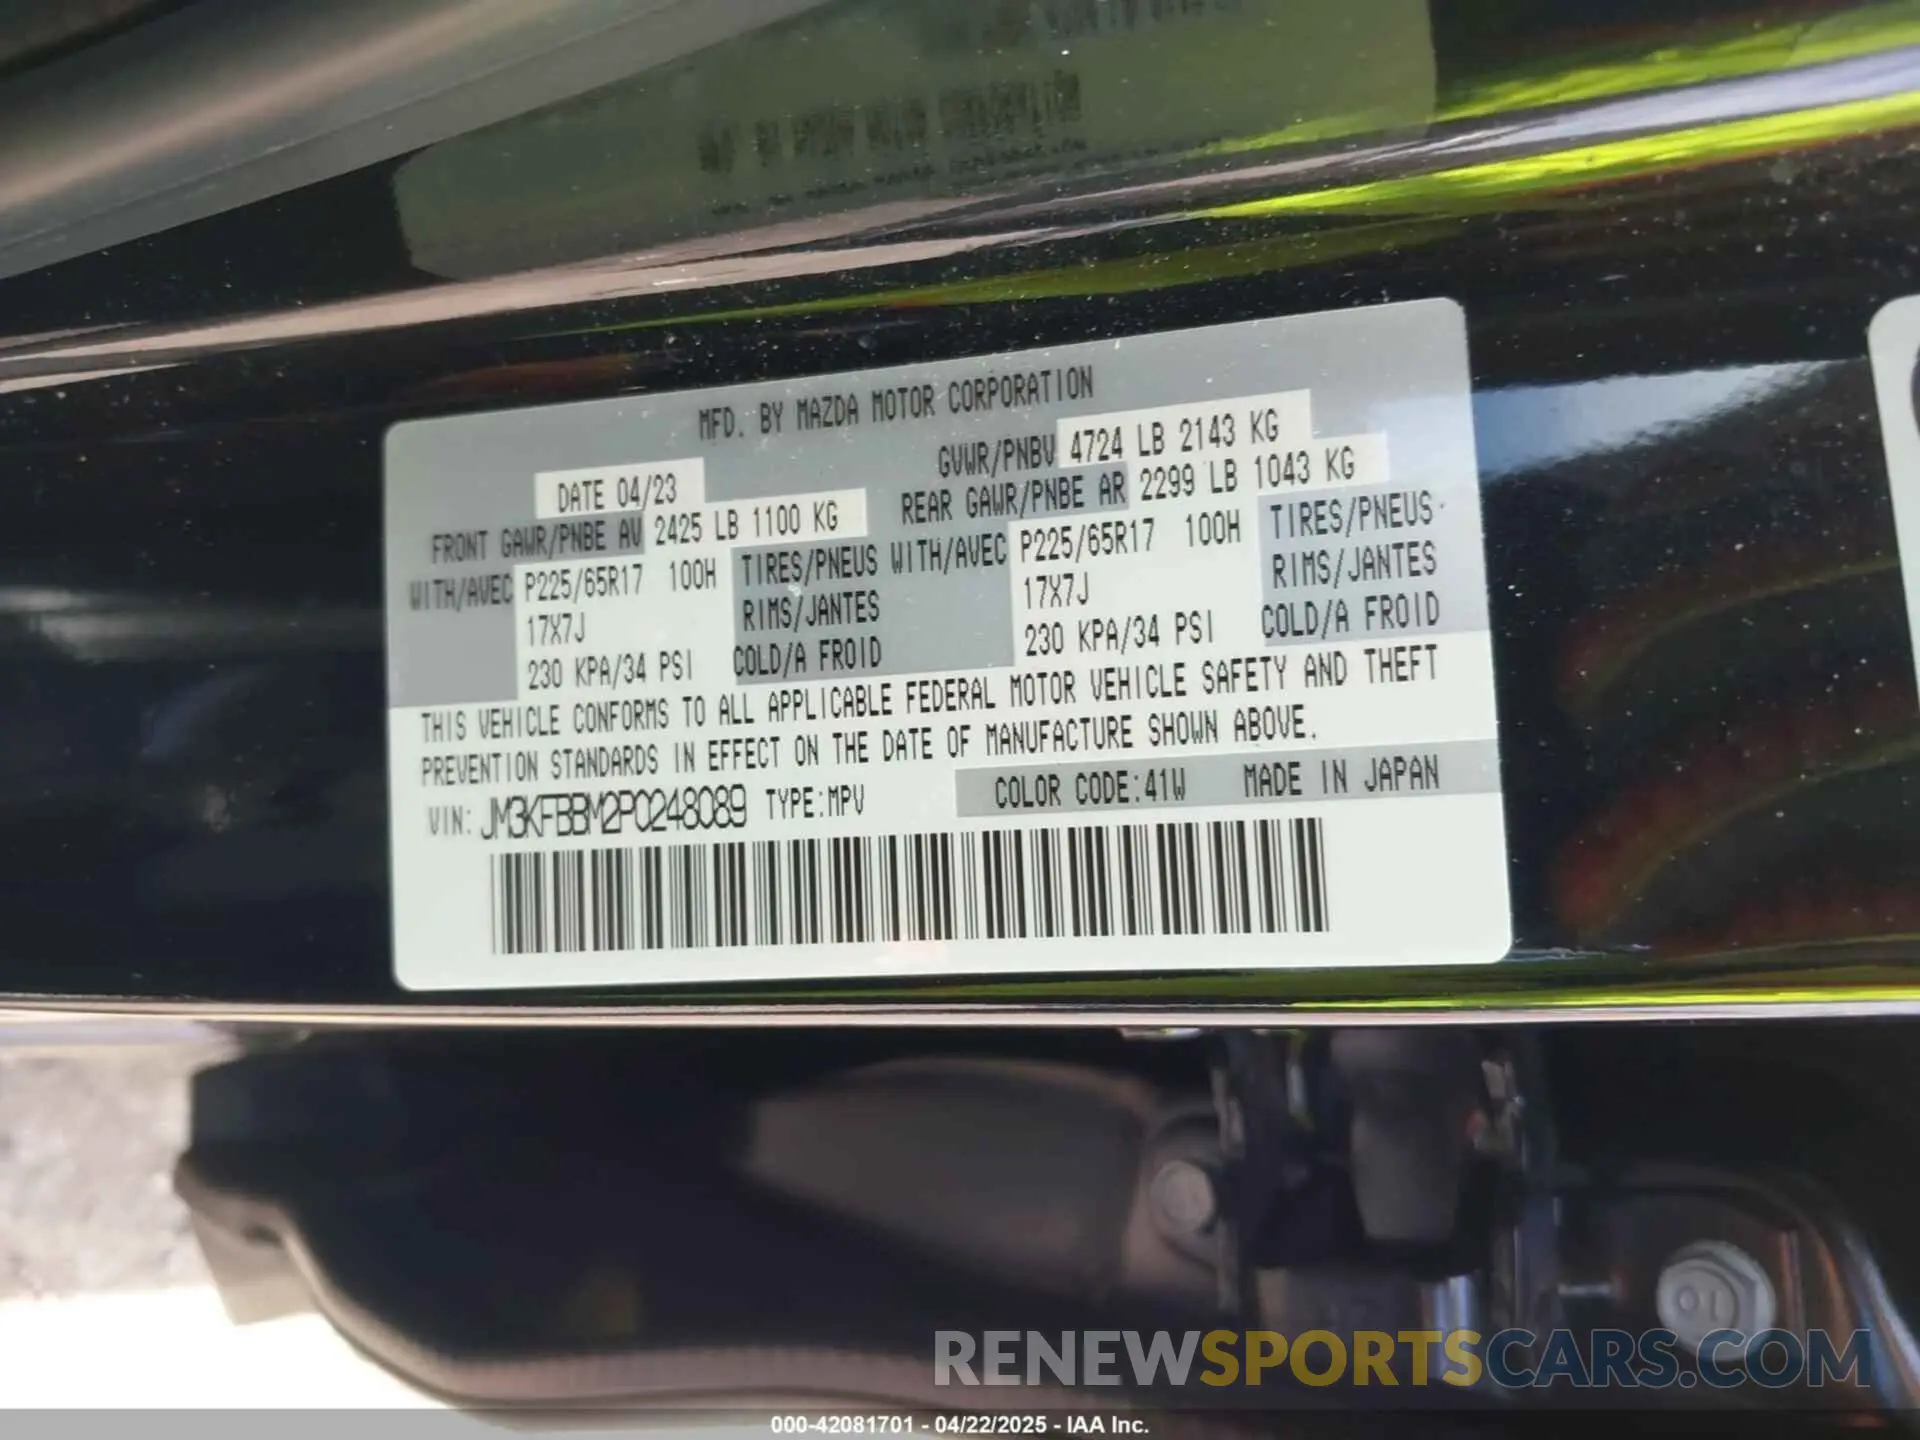 MFD. BY MAZDA MOTOR CORPORATION
DATE 04/23
GVWR/PNBV 4724 LB 2143 KG
FRONT GAWR/PNBE AV 2425 LB 1100 KG
REAR GAWR/PNBE AR 2299 LB 1043 KG
WITH/AVEC P225/65R17 100H TIRES/PNEUS WITH/AVEC P225/65R17 100H TIRES/PNEUS
17X7J RIMS/JANTES 17X7J RIMS/JANTES
230 KPA/34 PSI COLD/A FROID 230 KPA/34 PSI COLD/A FROID
THIS VEHICLE CONFORMS TO ALL APPLICABLE FEDERAL MOTOR VEHICLE SAFETY AND THEFT
PREVENTION STANDARDS IN EFFECT ON THE DATE OF MANUFACTURE SHOWN ABOVE.
VIN: JM3KFBBM2P0248089 TYPE:MPV COLOR CODE:41W MADE IN JAPAN
RENEWSPORTSCARS.COM
000-42081701 - 04/22/2025 - IAA Inc.